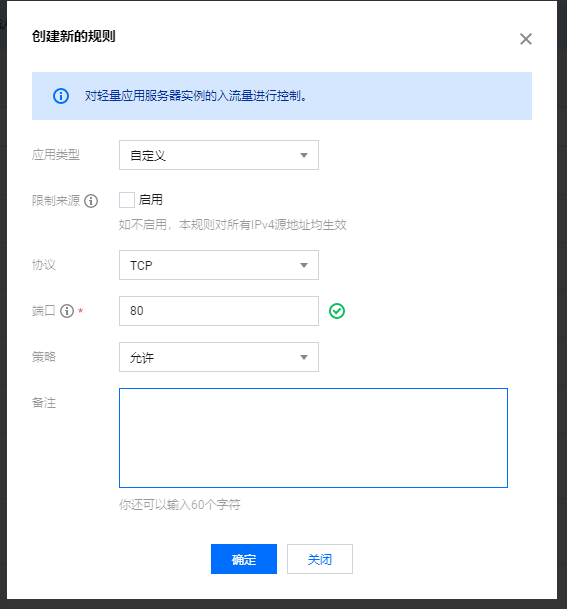 创建新的规则
对轻量应用服务器实例的入流量进行控制。
应用类型 自定义
限制来源 启用
如不启用，本规则对所有IPv4源地址均生效
协议 TCP
端口 * 80
策略 允许
备注
你还可以输入60个字符
确定 关闭